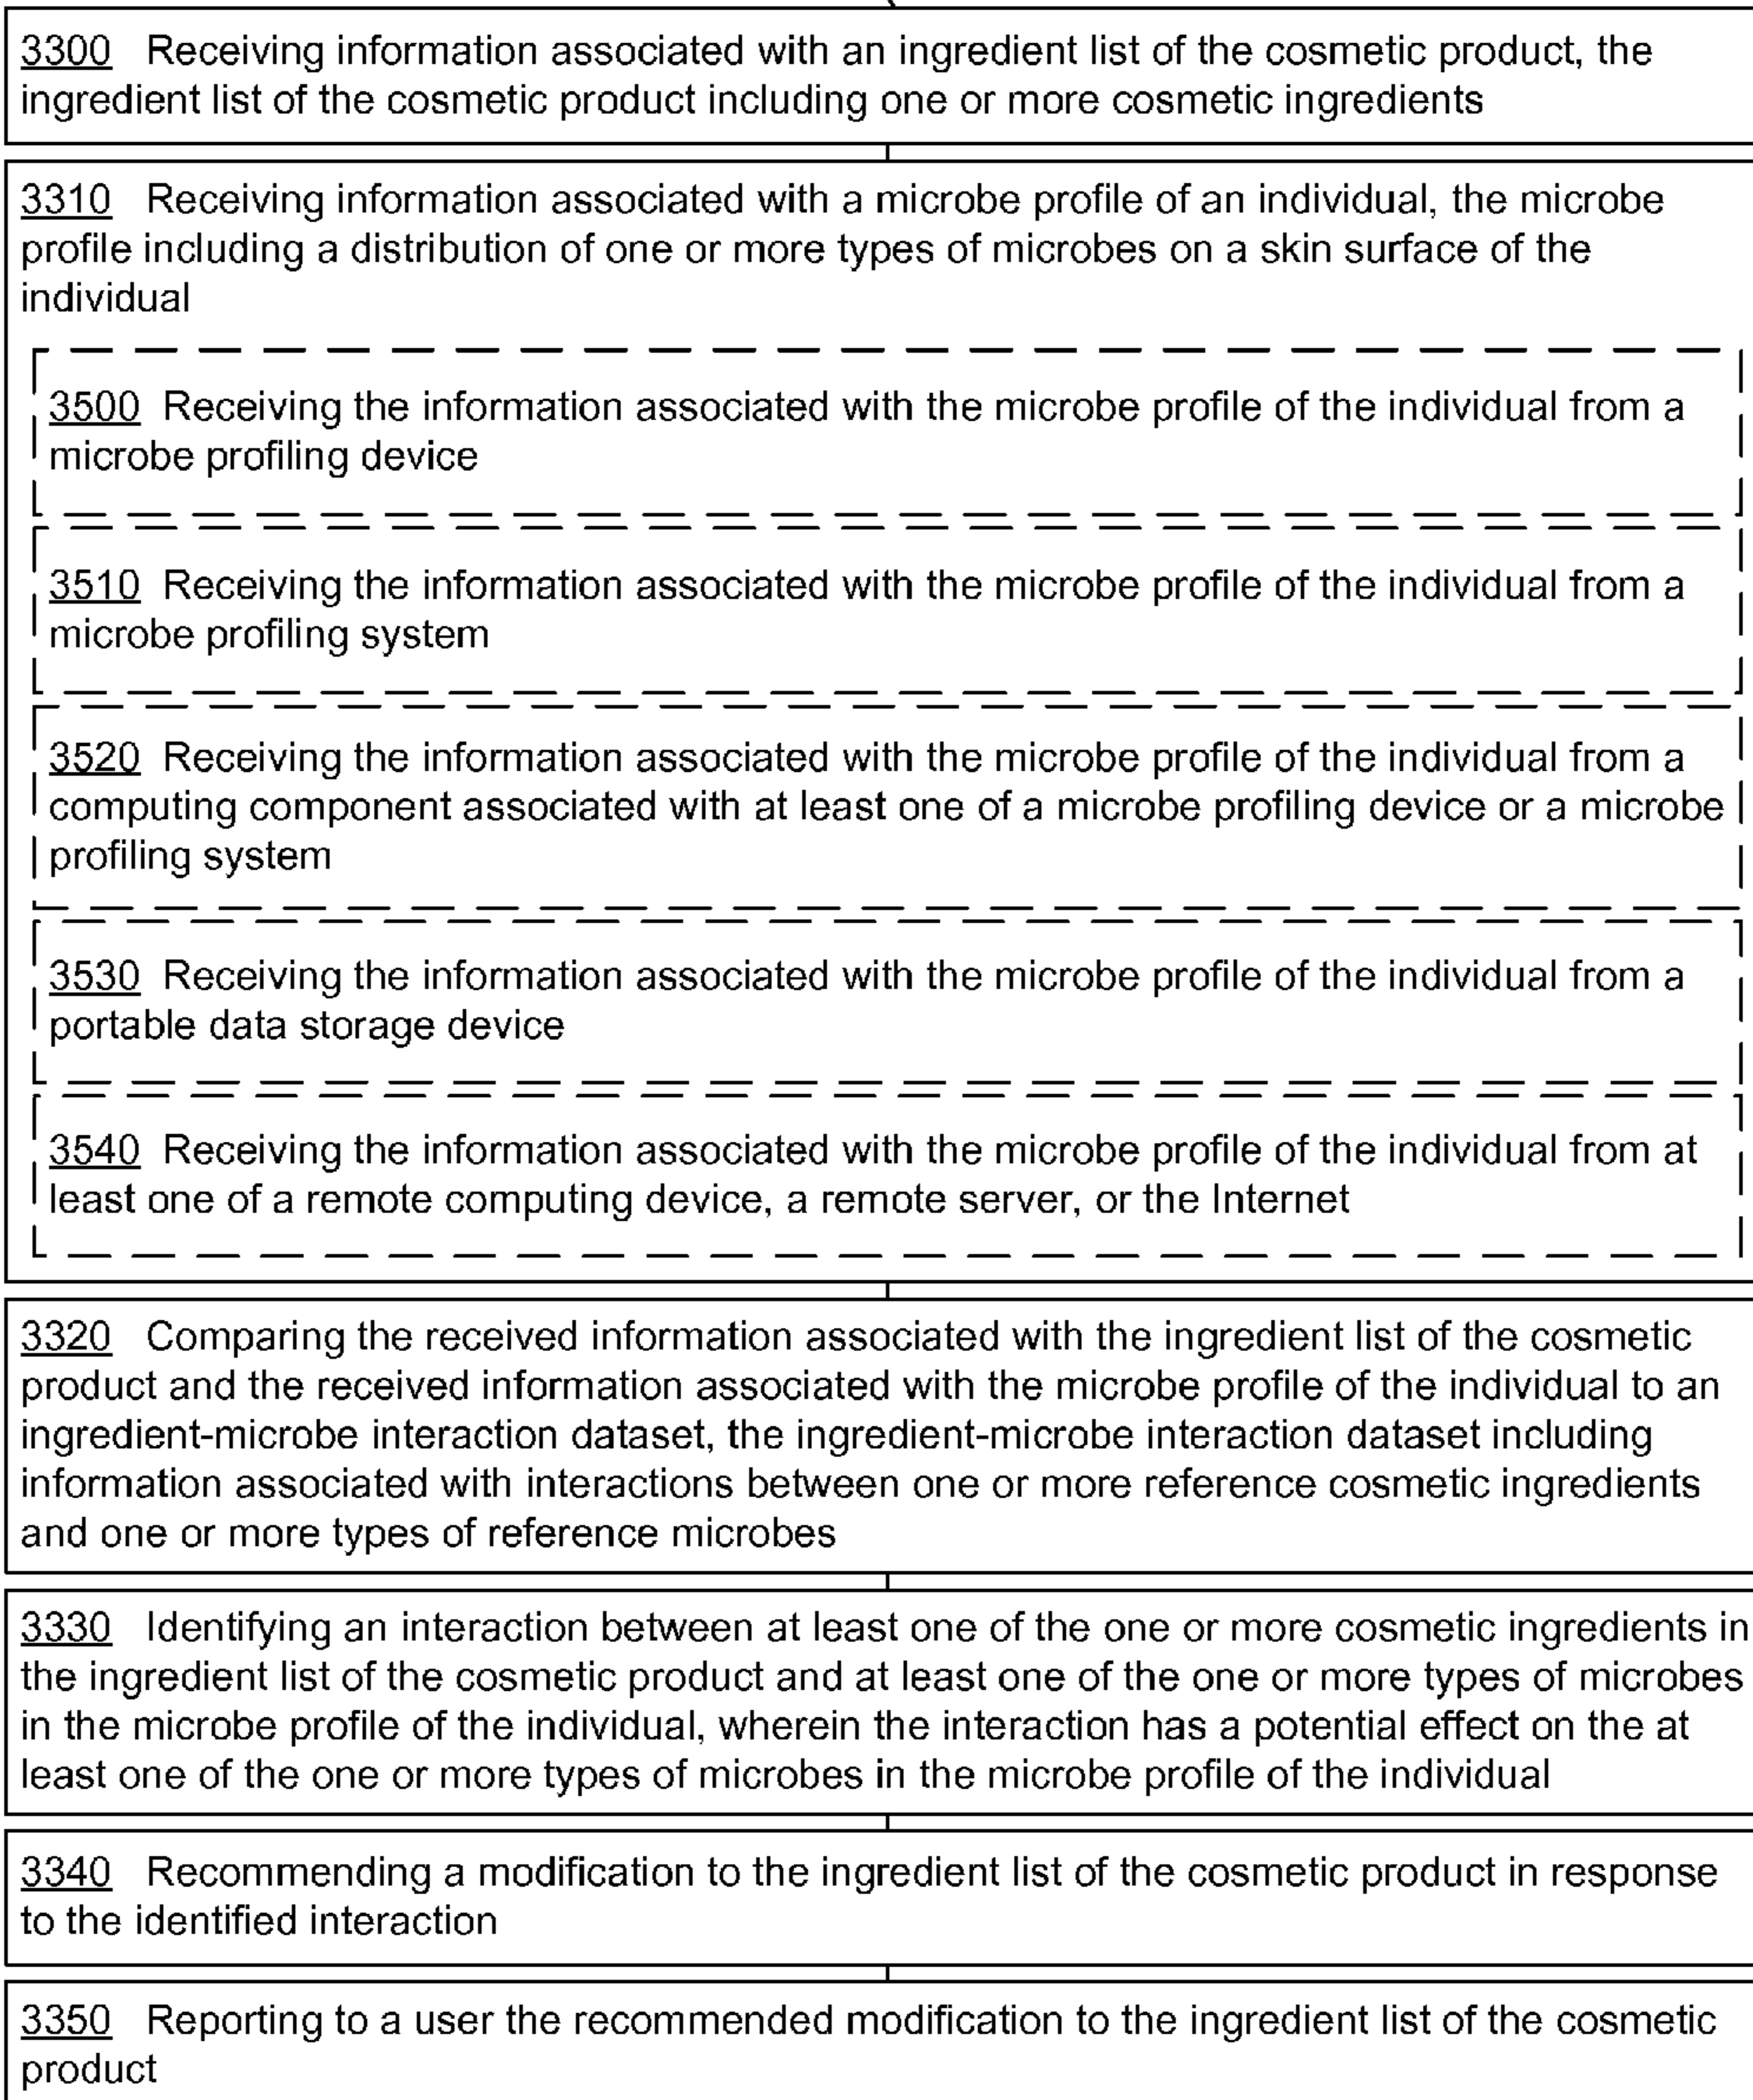 3300 Receiving information associated with an ingredient list of the cosmetic product, the
ingredient list of the cosmetic product including one or more cosmetic ingredients
3310 Receiving information associated with a microbe profile of an individual, the microbe
profile including a distribution of one or more types of microbes on a skin surface of the
individual
3500 Receiving the information associated with the microbe profile of the individual from a
microbe profiling device
3510 Receiving the information associated with the microbe profile of the individual from a
microbe profiling system
3520 Receiving the information associated with the microbe profile of the individual from a
computing component associated with at least one of a microbe profiling device or a microbe
profiling system
3530 Receiving the information associated with the microbe profile of the individual from a
portable data storage device
3540 Receiving the information associated with the microbe profile of the individual from at
least one of a remote computing device, a remote server, or the Internet
3320 Comparing the received information associated with the ingredient list of the cosmetic
product and the received information associated with the microbe profile of the individual to an
ingredient-microbe interaction dataset, the ingredient-microbe interaction dataset including
information associated with interactions between one or more reference cosmetic ingredients
and one or more types of reference microbes
3330 Identifying an interaction between at least one of the one or more cosmetic ingredients in
the ingredient list of the cosmetic product and at least one of the one or more types of microbes
in the microbe profile of the individual, wherein the interaction has a potential effect on the at
least one of the one or more types of microbes in the microbe profile of the individual
3340 Recommending a modification to the ingredient list of the cosmetic product in response
to the identified interaction
3350 Reporting to a user the recommended modification to the ingredient list of the cosmetic
product